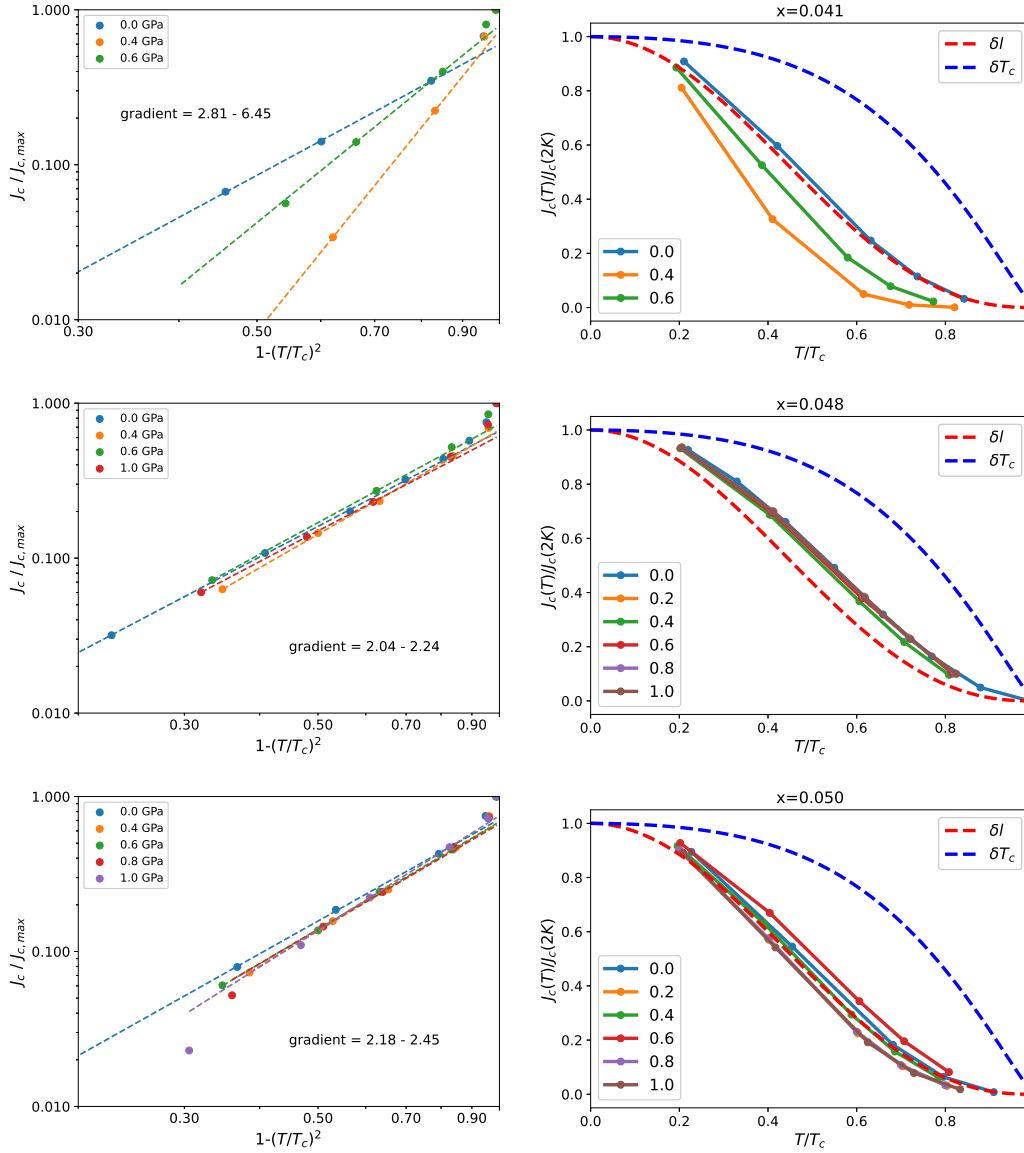 1.000
0.100
0.010
J_c / J_{c,max}
0.0 GPa
0.4 GPa
0.6 GPa
gradient = 2.81 - 6.45
0.30 0.50 0.70 0.90
1-(T/T_c)^2
x=0.041
1.0
0.8
0.6
0.4
0.2
0.0
J_c(T)/J_c(2K)
δl
δT_c
0.0
0.4
0.6
0.0 0.2 0.4 0.6 0.8
T/T_c
1.000
0.100
0.010
J_c / J_{c,max}
0.0 GPa
0.4 GPa
0.6 GPa
1.0 GPa
gradient = 2.04 - 2.24
0.30 0.50 0.70 0.90
1-(T/T_c)^2
x=0.048
1.0
0.8
0.6
0.4
0.2
0.0
J_c(T)/J_c(2K)
δl
δT_c
0.0
0.2
0.4
0.6
0.8
1.0
0.0 0.2 0.4 0.6 0.8
T/T_c
1.000
0.100
0.010
J_c / J_{c,max}
0.0 GPa
0.4 GPa
0.6 GPa
0.8 GPa
1.0 GPa
gradient = 2.18 - 2.45
0.30 0.50 0.70 0.90
1-(T/T_c)^2
x=0.050
1.0
0.8
0.6
0.4
0.2
0.0
J_c(T)/J_c(2K)
δl
δT_c
0.0
0.2
0.4
0.6
0.8
1.0
0.0 0.2 0.4 0.6 0.8
T/T_c